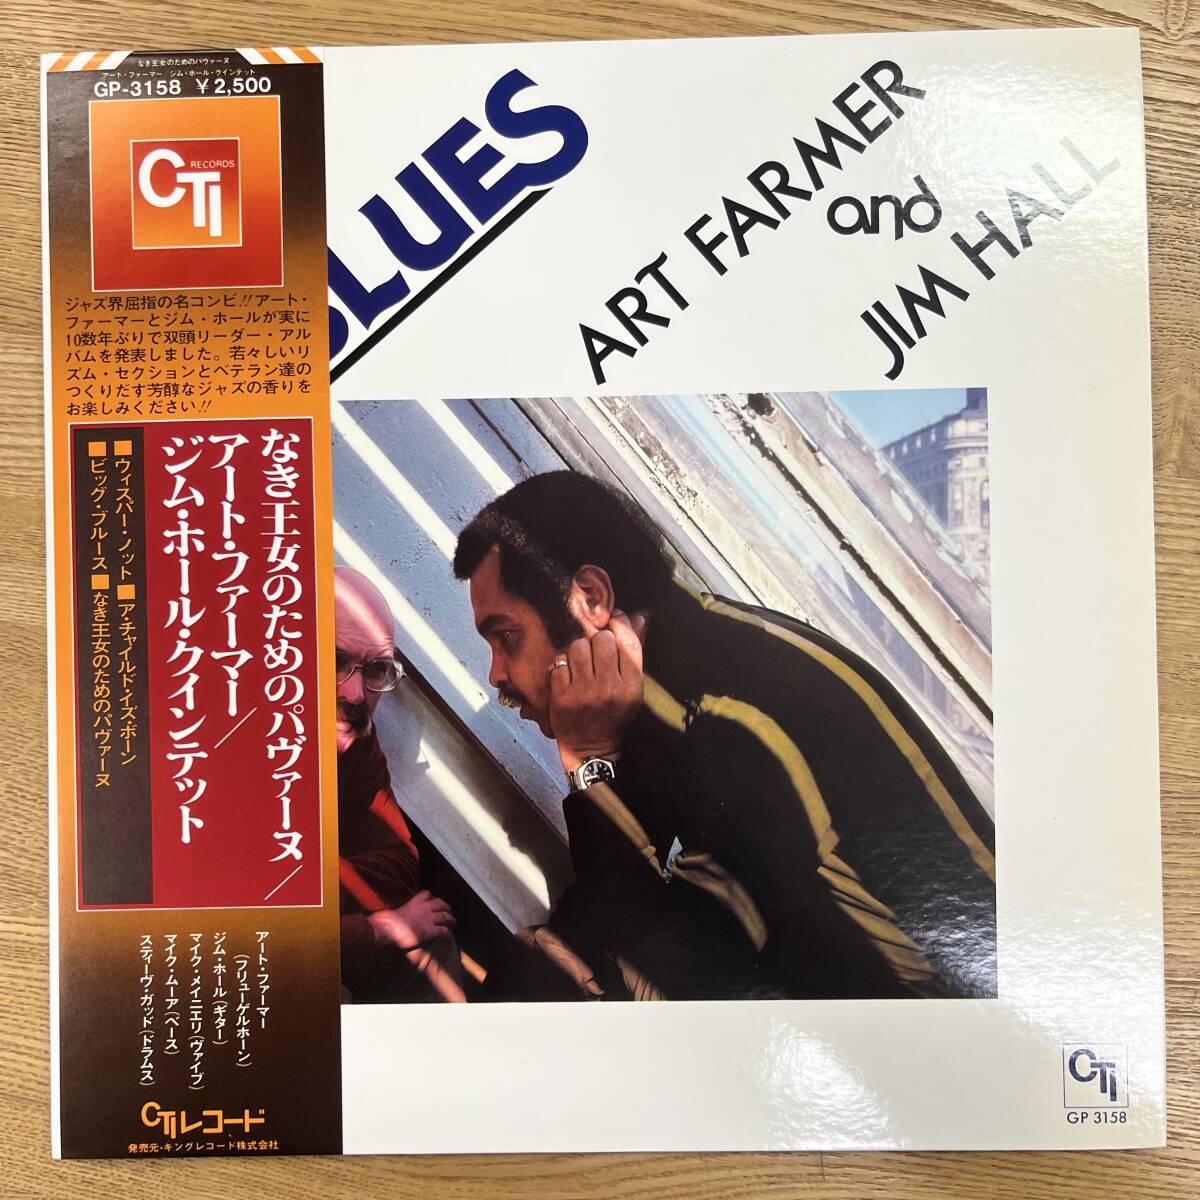 なき王女のためのパヴァーヌ
アート・ファーマー/ジム・ホール・クインテット
GP-3158 ￥2,500
CTI
RECORDS
ジャズ界屈指の名コンビ!!アート・
ファーマーとジム・ホールが実に
10数年ぶりで双頭リーダー・アル
バムを発表しました。若々しいリ
ズム・セクションとベテラン達の
つくりだす芳醇なジャズの香りを
お楽しみください!!
なき王女のためのパヴァーヌ/
アート・ファーマー/
ジム・ホール・クインテット
■ウィスパー・ノット■ア・チャイルド・イズ・ボーン
■ビッグ・ブルース■なき王女のためのパヴァーヌ
アート・ファーマー
(フリューゲルホーン)
ジム・ホール(ギター)
マイク・メイニエリ(ヴァイブ)
マイク・ムーア(ベース)
スティーヴ・ガッド(ドラムス)
CTIレコード
発売元・キングレコード株式会社
BLUES
ART FARMER
and
JIM HALL
CTI
GP 3158